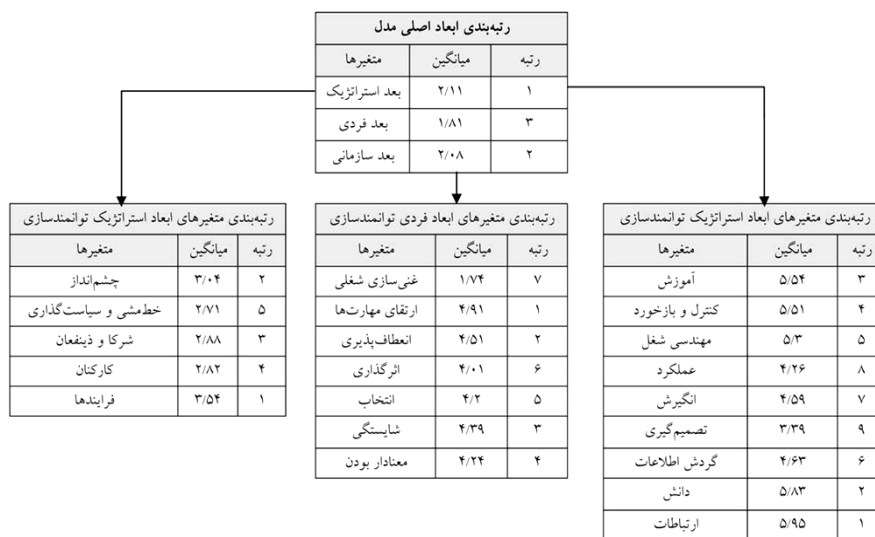 رتبه‌بندی ابعاد اصلی مدل
رتبه میانگین متغیرها
۱ ۲/۱۱ بعد استراتژیک
۳ ۱/۸۱ بعد فردی
۲ ۲/۰۸ بعد سازمانی
رتبه‌بندی متغیرهای ابعاد استراتژیک توانمندسازی
رتبه میانگین متغیرها
۳ ۵/۵۴ آموزش
۴ ۵/۵۱ کنترل و بازخورد
۵ ۵/۳ مهندسی شغل
۸ ۴/۲۶ عملکرد
۷ ۴/۵۹ انگیزش
۹ ۳/۳۹ تصمیم‌گیری
۶ ۴/۶۳ گردش اطلاعات
۲ ۵/۸۳ دانش
۱ ۵/۹۵ ارتباطات
رتبه‌بندی متغیرهای ابعاد فردی توانمندسازی
رتبه میانگین متغیرها
۷ ۱/۷۴ غنی‌سازی شغلی
۱ ۴/۹۱ ارتقای مهارت‌ها
۲ ۴/۵۱ انعطاف‌پذیری
۶ ۴/۰۱ اثرگذاری
۵ ۴/۲ انتخاب
۳ ۴/۳۹ شایستگی
۴ ۴/۲۴ معنادار بودن
رتبه‌بندی متغیرهای ابعاد استراتژیک توانمندسازی
رتبه میانگین متغیرها
۲ ۳/۰۴ چشم‌انداز
۵ ۲/۷۱ خط‌مشی و سیاست‌گذاری
۳ ۲/۸۸ شرکا و ذینفعان
۴ ۲/۸۲ کارکنان
۱ ۳/۵۴ فرایندها